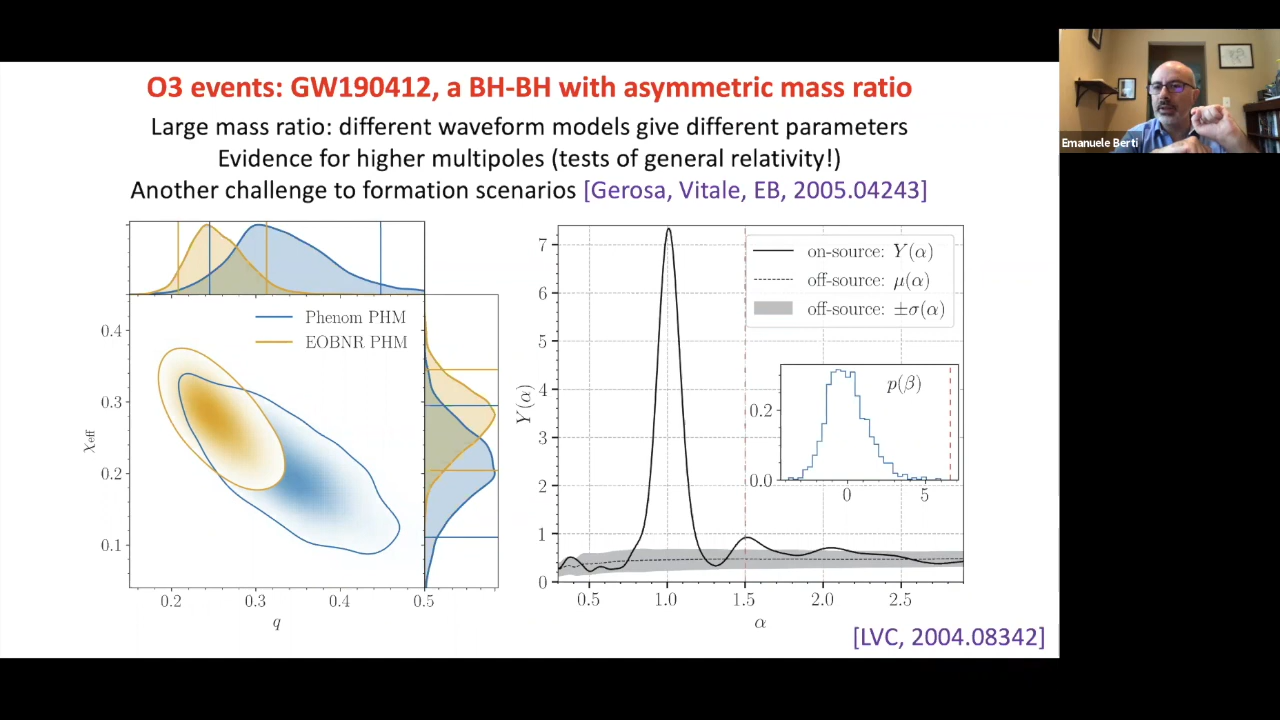 O3 events: GW190412, a BH-BH with asymmetric mass ratio
Large mass ratio: different waveform models give different parameters
Evidence for higher multipoles (tests of general relativity!)
Another challenge to formation scenarios [Gerosa, Vitale, EB, 2005.04243]
Emanuele Berti
Phenom PHM
EOBNR PHM
0.4
0.3
0.2
0.1
χeff
0.2 0.3 0.4 0.5
q
on-source: Y(α)
off-source: μ(α)
off-source: ±σ(α)
7
6
5
4
3
2
1
0
Y(α)
p(β)
0.2
0.0
0 5
0.5 1.0 1.5 2.0 2.5
α
[LVC, 2004.08342]